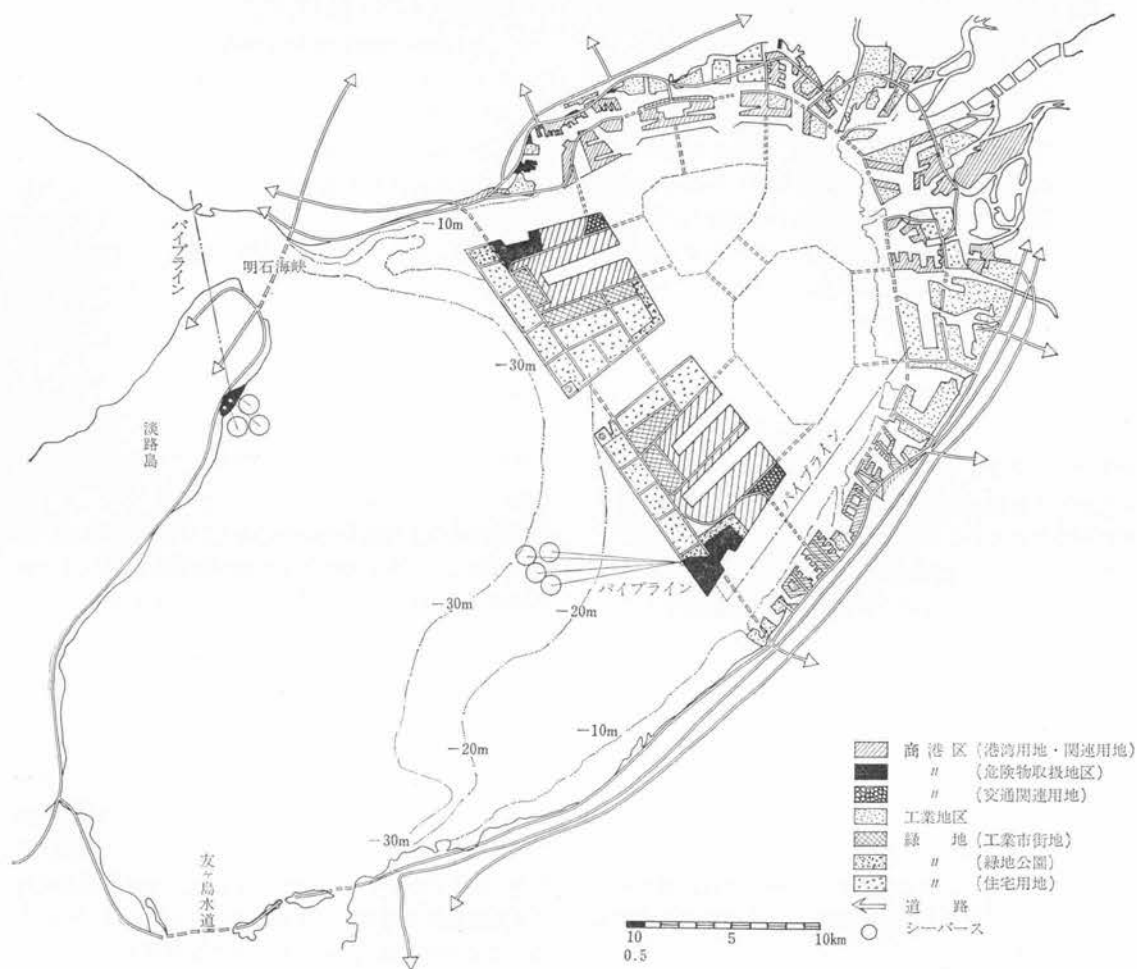 -10m
パイプライン
明石海峡
-30m
淡路島
パイプライン
パイプライン
-30m
-20m
-10m
-20m
-30m
友ヶ島水道
商港区(港湾用地・関連用地)
〃(危険物取扱地区)
〃(交通関連用地)
工業地区
緑地(工業市街地)
〃(緑地公園)
〃(住宅用地)
道路
シーバース
10 5 10km
0.5